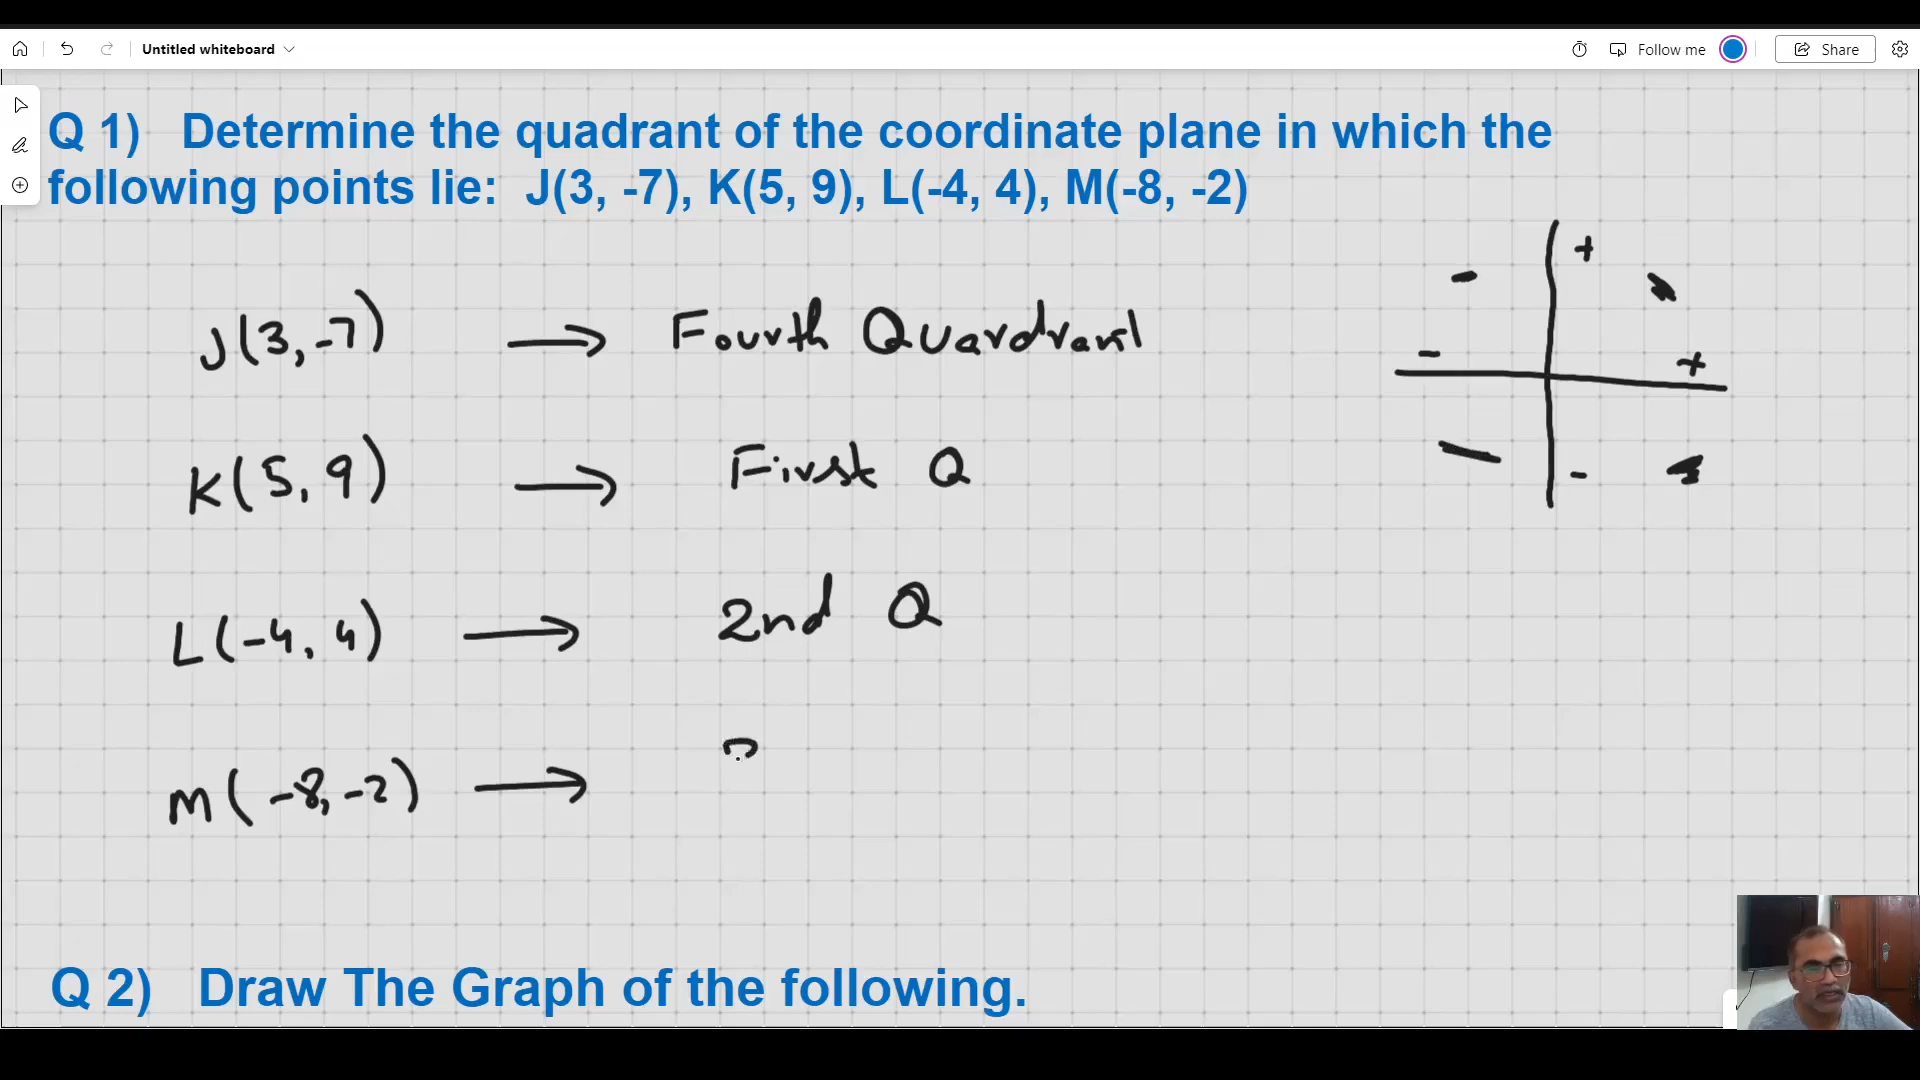 Untitled whiteboard
Follow me
Share
Q 1) Determine the quadrant of the coordinate plane in which the
following points lie: J(3, -7), K(5, 9), L(-4, 4), M(-8, -2)
+
-
-
+
-
J(3, -7) → Fourth Quardrant
K(5, 9) → First Q
L(-4, 4) → 2nd Q
M(-8, -2) →
Q 2) Draw The Graph of the following.